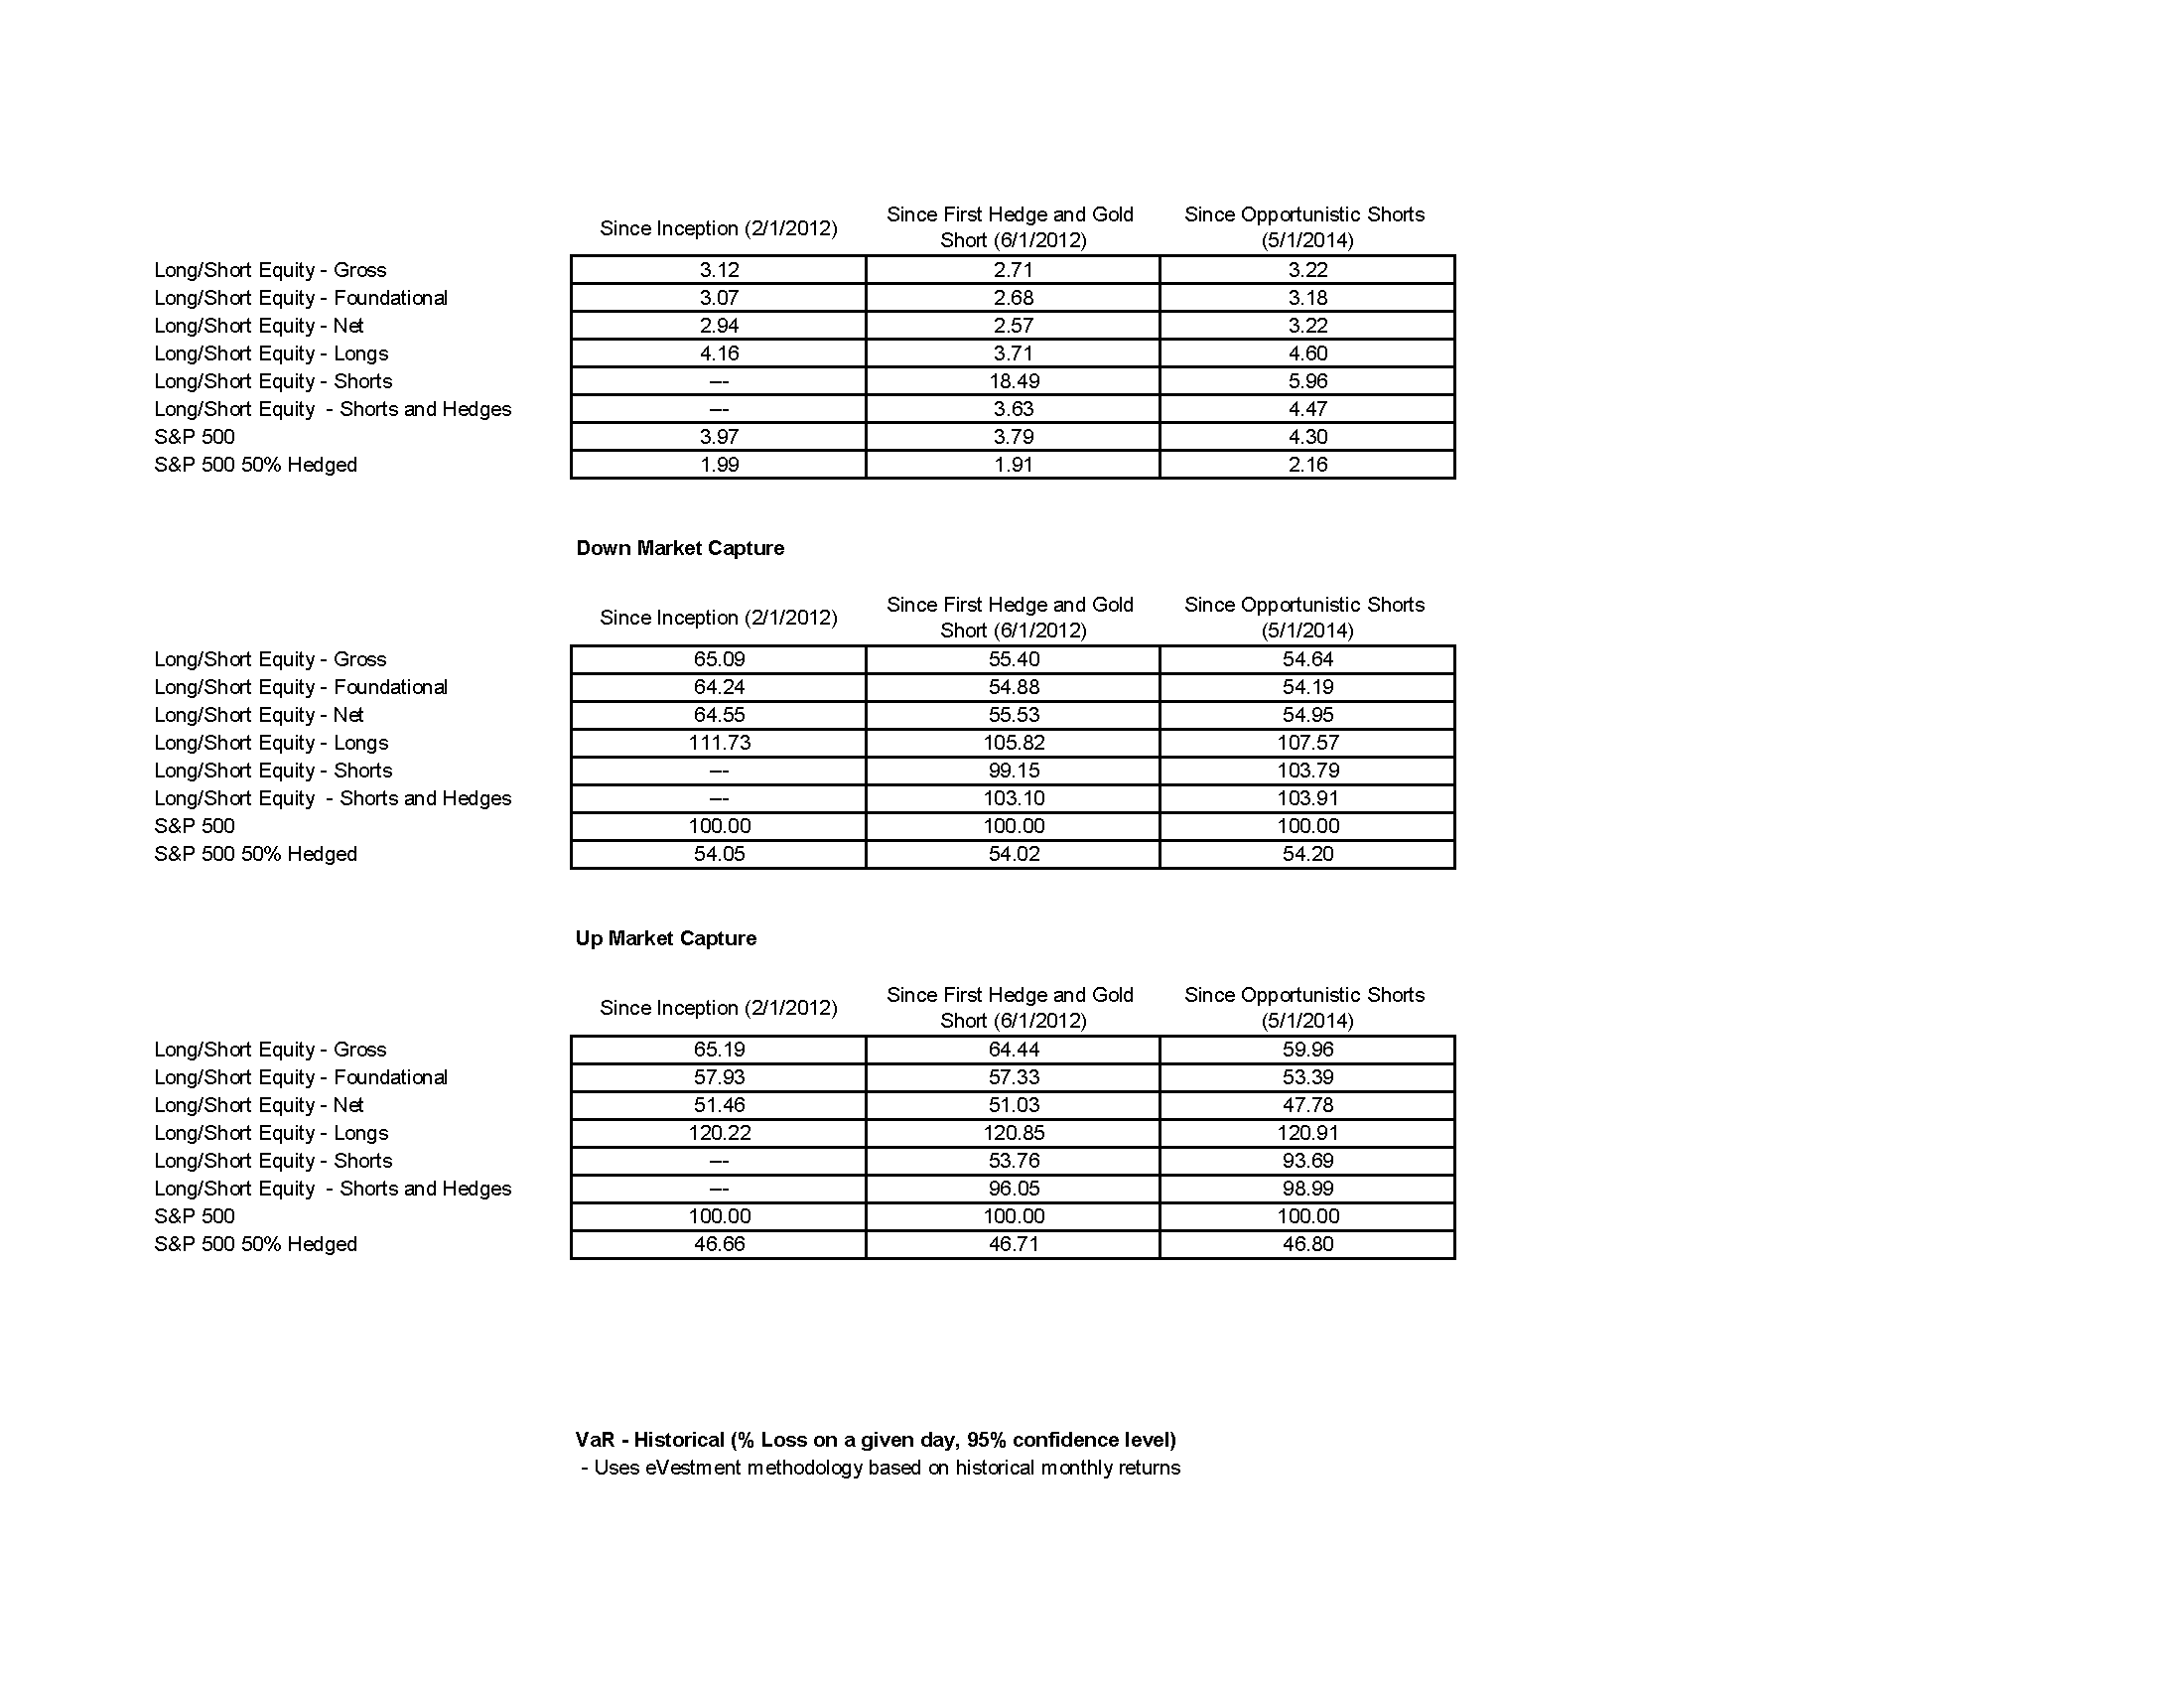 Since Inception (2/1/2012) Since First Hedge and Gold Short (6/1/2012) Since Opportunistic Shorts (5/1/2014)
Long/Short Equity - Gross 3.12 2.71 3.22
Long/Short Equity - Foundational 3.07 2.68 3.18
Long/Short Equity - Net 2.94 2.57 3.22
Long/Short Equity - Longs 4.16 3.71 4.60
Long/Short Equity - Shorts --- 18.49 5.96
Long/Short Equity - Shorts and Hedges --- 3.63 4.47
S&P 500 3.97 3.79 4.30
S&P 500 50% Hedged 1.99 1.91 2.16
Down Market Capture
Since Inception (2/1/2012) Since First Hedge and Gold Short (6/1/2012) Since Opportunistic Shorts (5/1/2014)
Long/Short Equity - Gross 65.09 55.40 54.64
Long/Short Equity - Foundational 64.24 54.88 54.19
Long/Short Equity - Net 64.55 55.53 54.95
Long/Short Equity - Longs 111.73 105.82 107.57
Long/Short Equity - Shorts --- 99.15 103.79
Long/Short Equity - Shorts and Hedges --- 103.10 103.91
S&P 500 100.00 100.00 100.00
S&P 500 50% Hedged 54.05 54.02 54.20
Up Market Capture
Since Inception (2/1/2012) Since First Hedge and Gold Short (6/1/2012) Since Opportunistic Shorts (5/1/2014)
Long/Short Equity - Gross 65.19 64.44 59.96
Long/Short Equity - Foundational 57.93 57.33 53.39
Long/Short Equity - Net 51.46 51.03 47.78
Long/Short Equity - Longs 120.22 120.85 120.91
Long/Short Equity - Shorts --- 53.76 93.69
Long/Short Equity - Shorts and Hedges --- 96.05 98.99
S&P 500 100.00 100.00 100.00
S&P 500 50% Hedged 46.66 46.71 46.80
VaR - Historical (% Loss on a given day, 95% confidence level)
- Uses eVestment methodology based on historical monthly returns